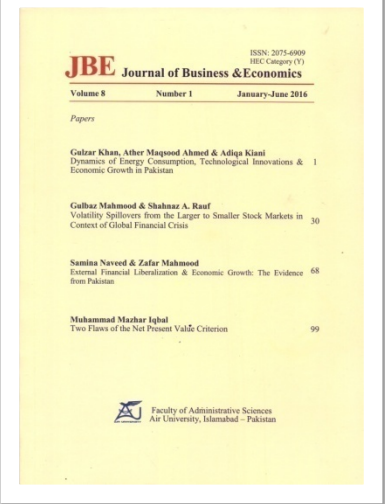 ISSN: 2075-6909
HEC Category (Y)
JBE Journal of Business &Economics
Volume 8 Number 1 January-June 2016
Papers
Gulzar Khan, Ather Maqsood Ahmed & Adiqa Kiani
Dynamics of Energy Consumption, Technological Innovations & 1
Economic Growth in Pakistan
Gulbaz Mahmood & Shahnaz A. Rauf
Volatility Spillovers from the Larger to Smaller Stock Markets in 30
Context of Global Financial Crisis
Samina Naveed & Zafar Mahmood
External Financial Liberalization & Economic Growth: The Evidence 68
from Pakistan
Muhammad Mazhar Iqbal
Two Flaws of the Net Present Value Criterion 99
Faculty of Administrative Sciences
Air University, Islamabad – Pakistan